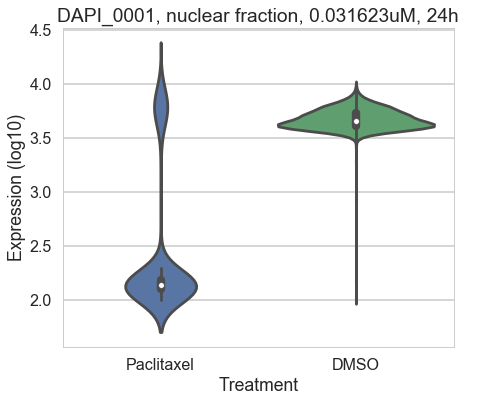 DAPI_0001, nuclear fraction, 0.031623uM, 24h
4.5
4.0
3.5
3.0
2.5
2.0
Expression (log10)
Paclitaxel
DMSO
Treatment